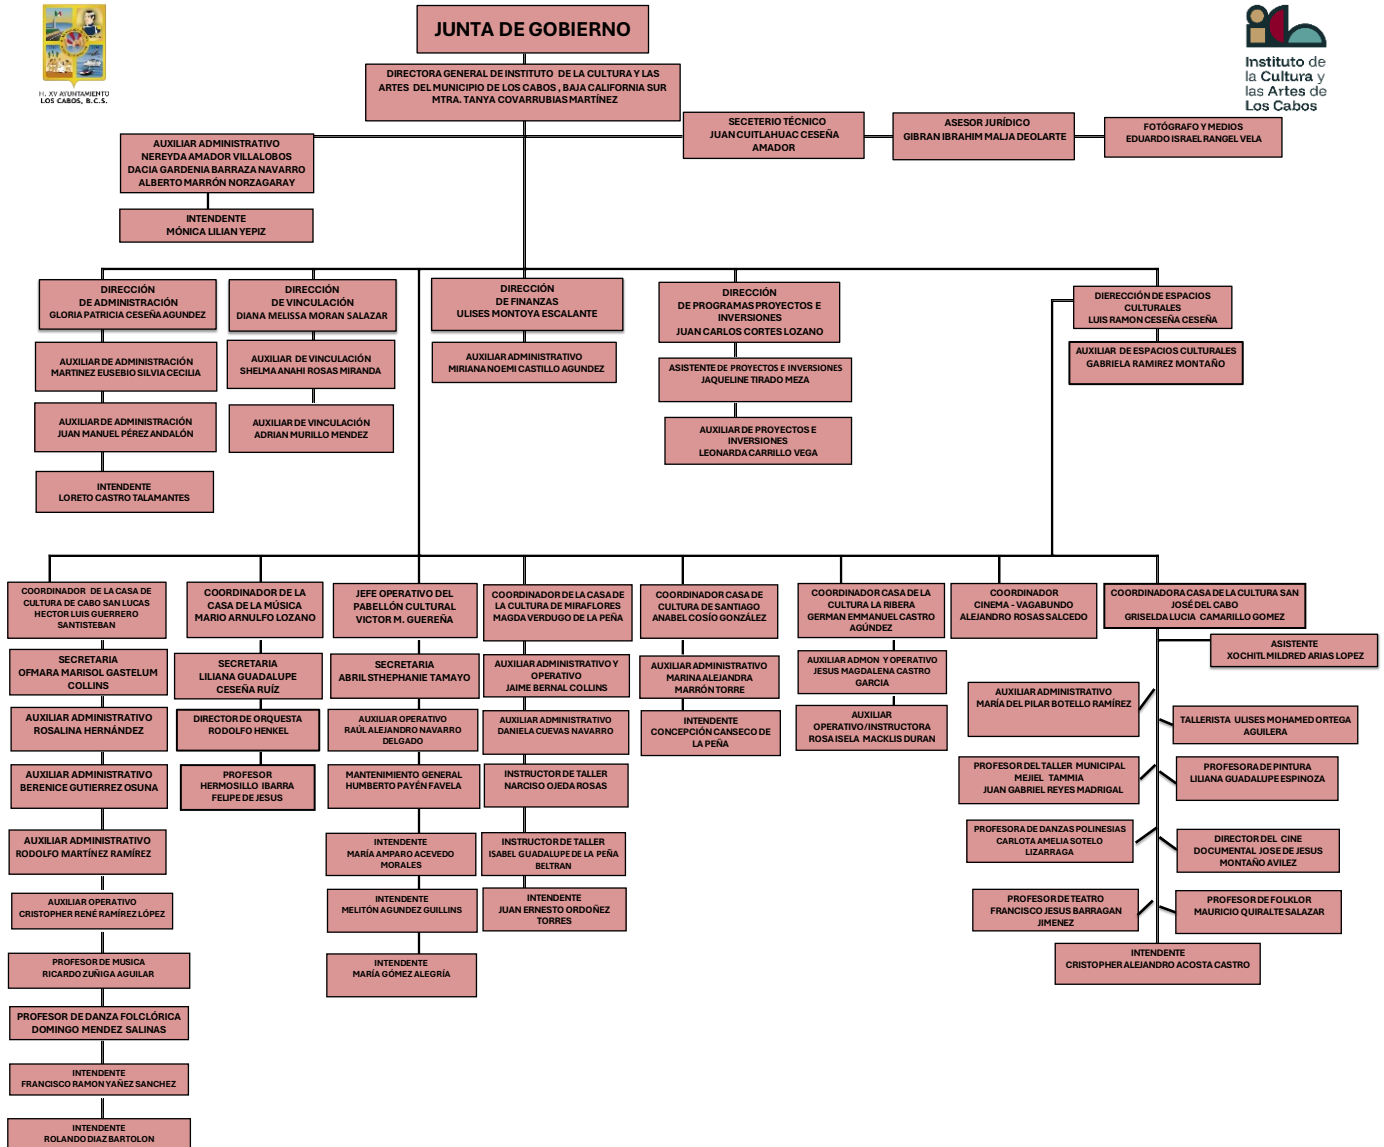 H. XV AYUNTAMIENTO
LOS CABOS, B.C.S.
Instituto de
la Cultura y
las Artes de
Los Cabos
JUNTA DE GOBIERNO
DIRECTORA GENERAL DE INSTITUTO DE LA CULTURA Y LAS
ARTES DEL MUNICIPIO DE LOS CABOS , BAJA CALIFORNIA SUR
MTRA. TANYA COVARRUBIAS MARTÍNEZ
SECETERIO TÉCNICO
JUAN CUITLAHUAC CESEÑA
AMADOR
ASESOR JURÍDICO
GIBRAN IBRAHIM MALJA DEOLARTE
FOTÓGRAFO Y MEDIOS
EDUARDO ISRAEL RANGEL VELA
AUXILIAR ADMINISTRATIVO
NEREYDA AMADOR VILLALOBOS
DACIA GARDENIA BARRAZA NAVARRO
ALBERTO MARRÓN NORZAGARAY
INTENDENTE
MÓNICA LILIAN YEPIZ
DIRECCIÓN
DE ADMINISTRACIÓN
GLORIA PATRICIA CESEÑA AGUNDEZ
AUXILIAR DE ADMINISTRACIÓN
MARTINEZ EUSEBIO SILVIA CECILIA
AUXILIAR DE ADMINISTRACIÓN
JUAN MANUEL PÉREZ ANDALÓN
INTENDENTE
LORETO CASTRO TALAMANTES
DIRECCIÓN
DE VINCULACIÓN
DIANA MELISSA MORAN SALAZAR
AUXILIAR DE VINCULACIÓN
SHELMA ANAHI ROSAS MIRANDA
AUXILIAR DE VINCULACIÓN
ADRIAN MURILLO MENDEZ
DIRECCIÓN
DE FINANZAS
ULISES MONTOYA ESCALANTE
AUXILIAR ADMINISTRATIVO
MIRIANA NOEMI CASTILLO AGUNDEZ
DIRECCIÓN
DE PROGRAMAS PROYECTOS E
INVERSIONES
JUAN CARLOS CORTES LOZANO
ASISTENTE DE PROYECTOS E INVERSIONES
JAQUELINE TIRADO MEZA
AUXILIAR DE PROYECTOS E
INVERSIONES
LEONARDA CARRILLO VEGA
DIERECCIÓN DE ESPACIOS
CULTURALES
LUIS RAMON CESEÑA CESEÑA
AUXILIAR DE ESPACIOS CULTURALES
GABRIELA RAMIREZ MONTAÑO
COORDINADOR DE LA CASA DE
CULTURA DE CABO SAN LUCAS
HECTOR LUIS GUERRERO
SANTISTEBAN
SECRETARIA
OFMARA MARISOL GASTELUM
COLLINS
AUXILIAR ADMINISTRATIVO
ROSALINA HERNÁNDEZ
AUXILIAR ADMINISTRATIVO
BERENICE GUTIERREZ OSUNA
AUXILIAR ADMINISTRATIVO
RODOLFO MARTÍNEZ RAMÍREZ
AUXILIAR OPERATIVO
CRISTOPHER RENÉ RAMÍREZ LÓPEZ
PROFESOR DE MUSICA
RICARDO ZUÑIGA AGUILAR
PROFESOR DE DANZA FOLCLÓRICA
DOMINGO MENDEZ SALINAS
INTENDENTE
FRANCISCO RAMON YAÑEZ SANCHEZ
INTENDENTE
ROLANDO DIAZ BARTOLON
COORDINADOR DE LA
CASA DE LA MÚSICA
MARIO ARNULFO LOZANO
SECRETARIA
LILIANA GUADALUPE
CESEÑA RUÍZ
DIRECTOR DE ORQUESTA
RODOLFO HENKEL
PROFESOR
HERMOSILLO IBARRA
FELIPE DE JESUS
JEFE OPERATIVO DEL
PABELLÓN CULTURAL
VICTOR M. GUEREÑA
SECRETARIA
ABRIL STHEPHANIE TAMAYO
AUXILIAR OPERATIVO
RAÚL ALEJANDRO NAVARRO
DELGADO
MANTENIMIENTO GENERAL
HUMBERTO PAYÉN FAVELA
INTENDENTE
MARÍA AMPARO ACEVEDO
MORALES
INTENDENTE
MELITÓN AGUNDEZ GUILLINS
INTENDENTE
MARÍA GÓMEZ ALEGRÍA
COORDINADOR DE LA CASA DE
LA CULTURA DE MIRAFLORES
MAGDA VERDUGO DE LA PEÑA
AUXILIAR ADMINISTRATIVO Y
OPERATIVO
JAIME BERNAL COLLINS
AUXILIAR ADMINISTRATIVO
DANIELA CUEVAS NAVARRO
INSTRUCTOR DE TALLER
NARCISO OJEDA ROSAS
INSTRUCTOR DE TALLER
ISABEL GUADALUPE DE LA PEÑA
BELTRAN
INTENDENTE
JUAN ERNESTO ORDOÑEZ
TORRES
COORDINADOR CASA DE
CULTURA DE SANTIAGO
ANABEL COSÍO GONZÁLEZ
AUXILIAR ADMINISTRATIVO
MARINA ALEJANDRA
MARRÓN TORRE
INTENDENTE
CONCEPCIÓN CANSECO DE
LA PEÑA
COORDINADOR CASA DE LA
CULTURA LA RIBERA
GERMAN EMMANUEL CASTRO
AGÚNDEZ
AUXILIAR ADMON Y OPERATIVO
JESUS MAGDALENA CASTRO
GARCIA
AUXILIAR
OPERATIVO/INSTRUCTORA
ROSA ISELA MACKLIS DURAN
COORDINADOR
CINEMA - VAGABUNDO
ALEJANDRO ROSAS SALCEDO
COORDINADORA CASA DE LA CULTURA SAN
JOSÉ DEL CABO
GRISELDA LUCIA CAMARILLO GOMEZ
ASISTENTE
XOCHITL MILDRED ARIAS LOPEZ
AUXILIAR ADMINISTRATIVO
MARÍA DEL PILAR BOTELLO RAMÍREZ
TALLERISTA ULISES MOHAMED ORTEGA
AGUILERA
PROFESOR DEL TALLER MUNICIPAL
MEJIEL TAMMIA
JUAN GABRIEL REYES MADRIGAL
PROFESORA DE PINTURA
LILIANA GUADALUPE ESPINOZA
PROFESORA DE DANZAS POLINESIAS
CARLOTA AMELIA SOTELO
LIZARRAGA
DIRECTOR DEL CINE
DOCUMENTAL JOSE DE JESUS
MONTAÑO AVILEZ
PROFESOR DE TEATRO
FRANCISCO JESUS BARRAGAN
JIMENEZ
PROFESOR DE FOLKLOR
MAURICIO QUIRALTE SALAZAR
INTENDENTE
CRISTOPHER ALEJANDRO ACOSTA CASTRO